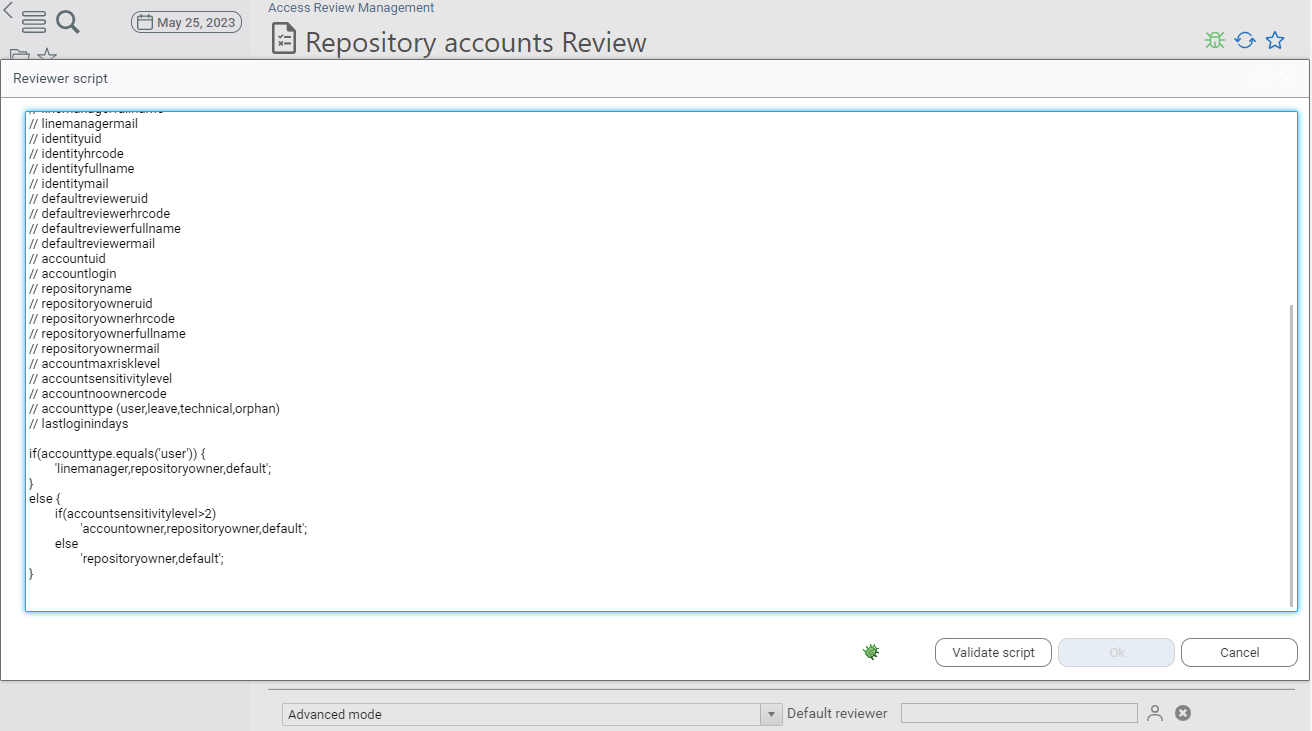 Access Review Management
May 25, 2023
Repository accounts Review
Reviewer script
// linemanagermail
// identityuid
// identityhrcode
// identityfullname
// identitymail
// defaultrevieweruid
// defaultreviewerhrcode
// defaultreviewerfullname
// defaultreviewermail
// accountuid
// accountlogin
// repositoryname
// repositoryowneruid
// repositoryownerhrcode
// repositoryownerfullname
// repositoryownermail
// accountmaxrisklevel
// accountsensitivitylevel
// accountnoownercode
// accounttype (user,leave,technical,orphan)
// lastloginindays
if(accounttype.equals('user')) {
'linemanager,repositoryowner,default';
}
else {
if(accountsensitivitylevel>2)
'accountowner,repositoryowner,default';
else
'repositoryowner,default';
}
Validate script
Ok
Cancel
Advanced mode
Default reviewer